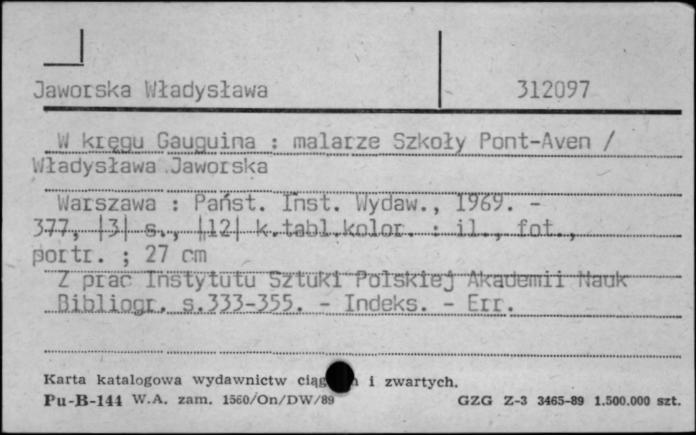 Jaworska Władysława 312097
W kręgu Gauguina : malarze Szkoły Pont-Aven /
Władysława Jaworska
Warszawa : Państ. Inst. Wydaw., 1969. -
377, |3| s., |12| k.tabl.kolor. : il., fot.,
portr. ; 27 cm
Z prac Instytutu Sztuki Polskiej Akademii Nauk
Bibliogr. s.333-355. - Indeks. - Err.
Karta katalogowa wydawnictw i zwartych.
Pu-B-144 W.A. zam. 1560/On/DW/89 GZG Z-3 3465-89 1.500.000 szt.